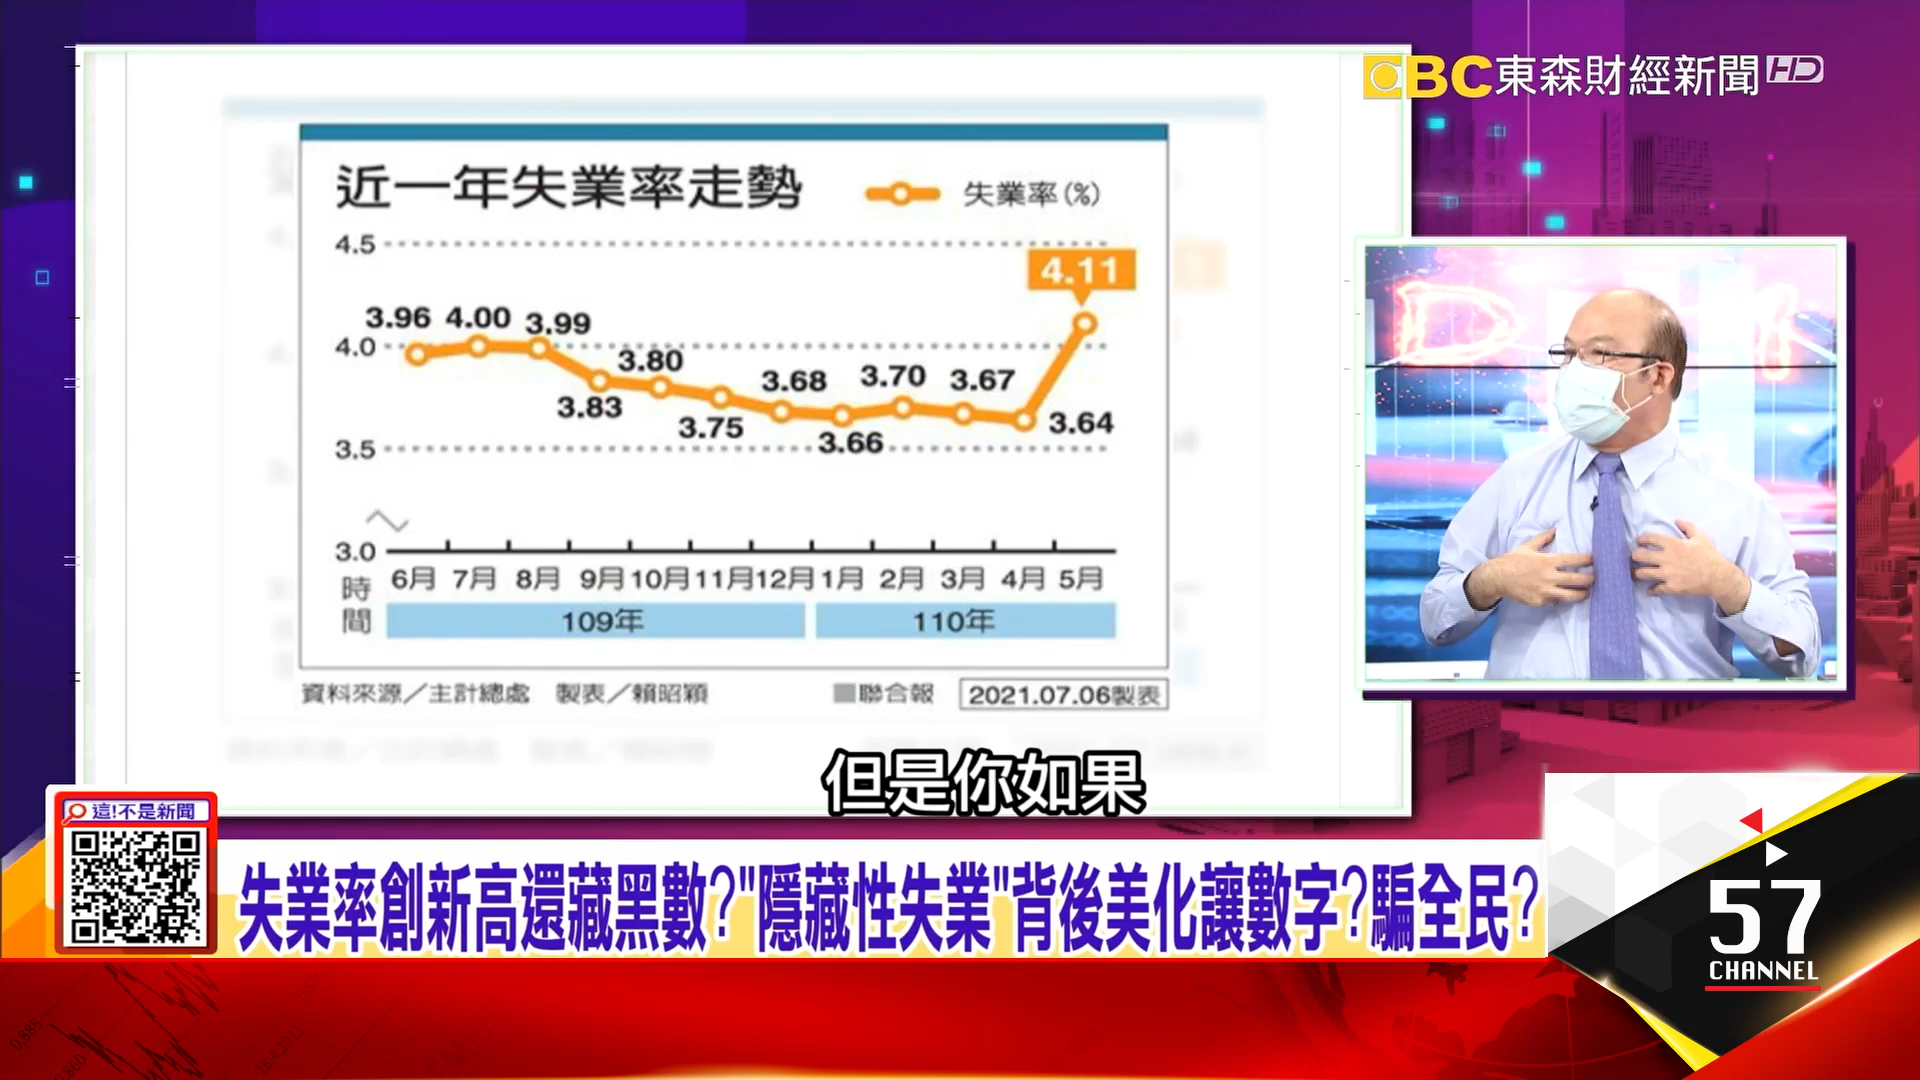 EBC東森財經新聞HD
近一年失業率走勢
失業率(%)
4.5
4.11
3.96 4.00 3.99
4.0
3.80
3.83
3.75
3.68
3.66
3.70
3.67
3.64
3.5
3.0
時間
6月 7月 8月 9月 10月 11月 12月 1月 2月 3月 4月 5月
109年 110年
資料來源／主計總處 製表／賴昭穎 聯合報 2021.07.06製表
但是你如果
這!不是新聞
失業率創新高還藏黑數?"隱藏性失業"背後美化讓數字?騙全民?
57
CHANNEL
0.885
0.860